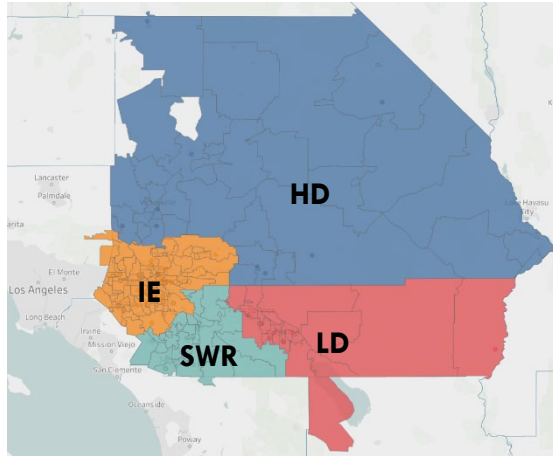 HD
Lancaster
Palmdale
Havasu
City
El Monte
Los Angeles
IE
Long Beach
Irvine
Mission Viejo
SWR
LD
San Clemente
Oceanside
Poway